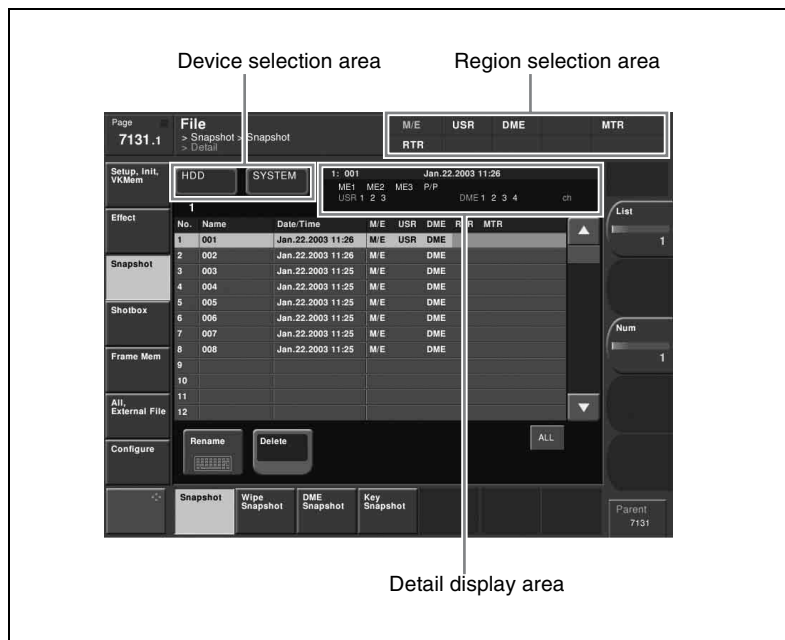 Device selection area
Region selection area
Page
7131.1
File
> Snapshot > Snapshot
> Detail
M/E USR DME MTR
RTR
Setup, Init,
VKMem
Effect
Snapshot
Shotbox
Frame Mem
All,
External File
Configure
HDD SYSTEM
1: 001 Jan.22.2003 11:26
ME1 ME2 ME3 P/P
USR 1 2 3 DME 1 2 3 4 ch
1
No. Name Date/Time M/E USR DME MTR
1 001 Jan.22.2003 11:26 M/E USR DME
2 002 Jan.22.2003 11:26 M/E DME
3 003 Jan.22.2003 11:25 M/E DME
4 004 Jan.22.2003 11:25 M/E DME
5 005 Jan.22.2003 11:25 M/E DME
6 006 Jan.22.2003 11:25 M/E DME
7 007 Jan.22.2003 11:25 M/E DME
8 008 Jan.22.2003 11:25 M/E DME
9
10
11
12
List
1
Num
1
Rename
Delete
ALL
Snapshot
Wipe
Snapshot
DME
Snapshot
Key
Snapshot
Parent
7131
Detail display area